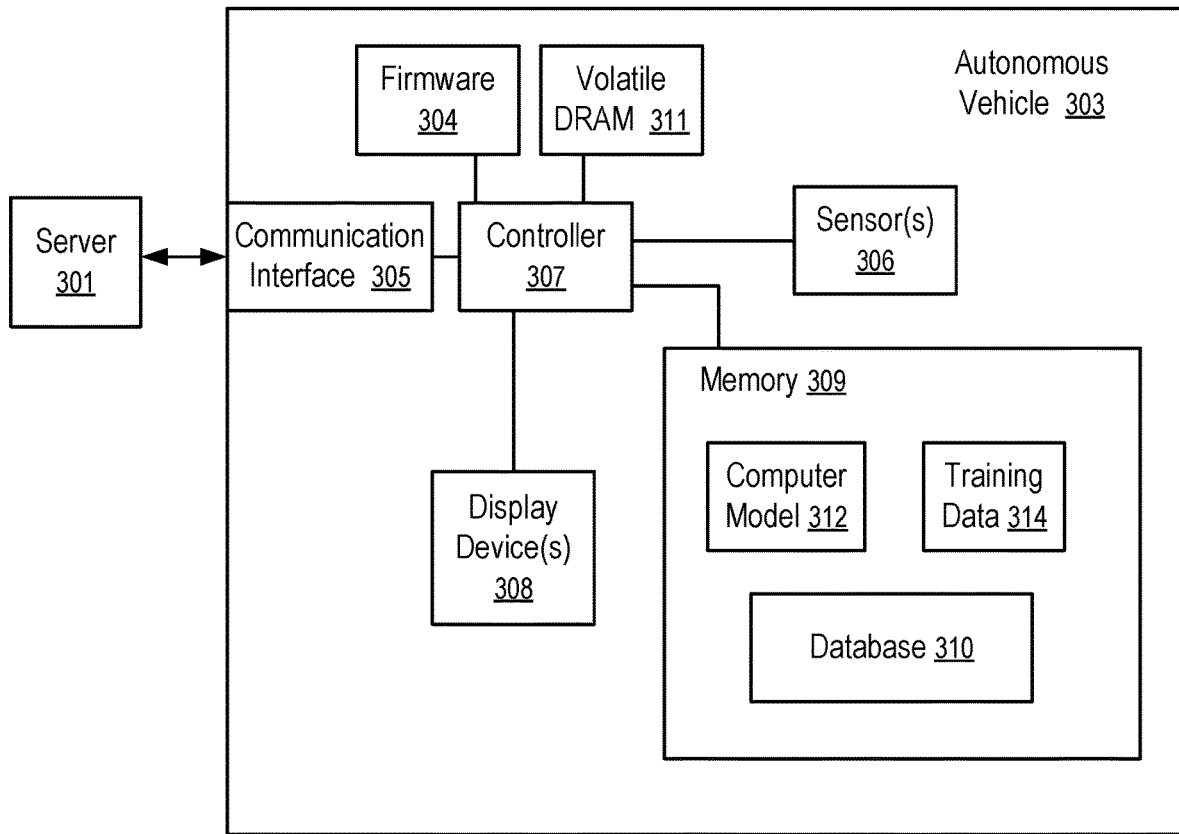 Firmware
304
Volatile
DRAM 311
Autonomous
Vehicle 303
Server
301
Communication
Interface 305
Controller
307
Sensor(s)
306
Memory 309
Computer
Model 312
Training
Data 314
Display
Device(s)
308
Database 310